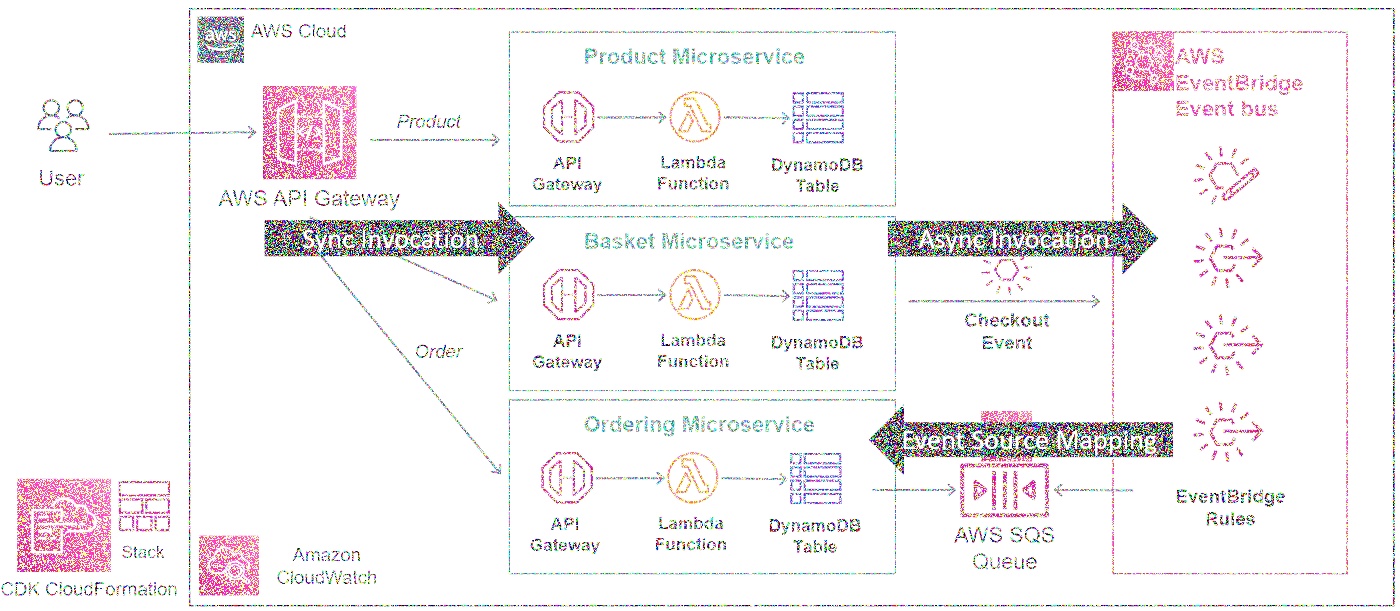 aws
AWS Cloud
User
AWS API Gateway
Product
Product Microservice
API
Gateway
Lambda
Function
DynamoDB
Table
AWS
EventBridge
Event bus
Sync Invocation
Basket Microservice
API
Gateway
Lambda
Function
DynamoDB
Table
Async Invocation
Checkout
Event
Order
Ordering Microservice
API
Gateway
Lambda
Function
DynamoDB
Table
Event Source Mapping
AWS SQS
Queue
EventBridge
Rules
Stack
CDK CloudFormation
Amazon
CloudWatch